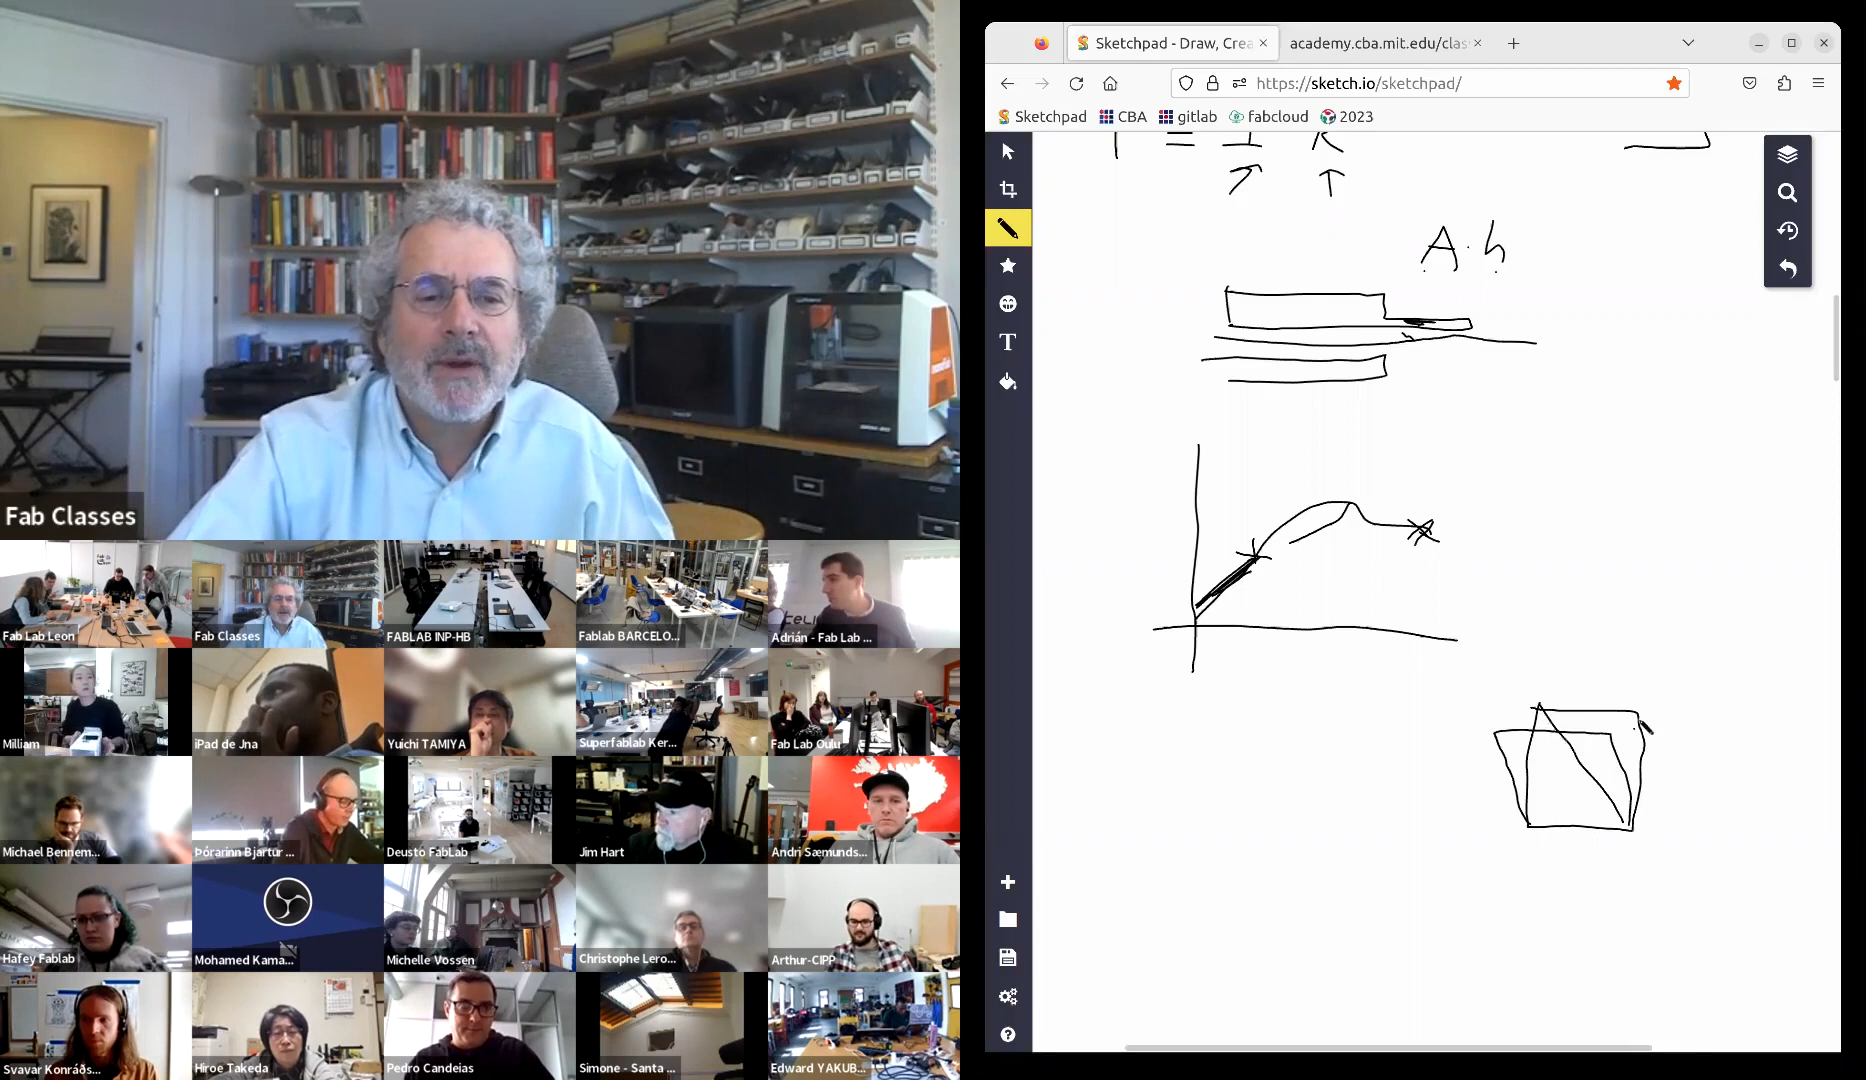 Fab Classes
Fab Lab Leon
Fab Classes
FABLAB INP-HB
Fablab BARCELO...
Adrián - Fab Lab ...
Milliam
iPad de Jna
Yuichi TAMIYA
Superfablab Ker...
Fab Lab Oulu
Michael Bennem...
Þórarinn Bjartur ...
Deusto FabLab
Jim Hart
Andri Sæmunds...
Hafey Fablab
Mohamed Kama...
Michelle Vossen
Christophe Lero...
Arthur-CIPP
Svavar Konráðs...
Hiroe Takeda
Pedro Candeias
Simone - Santa ...
Edward YAKUB...
Sketchpad - Draw, Crea
academy.cba.mit.edu/clas
https://sketch.io/sketchpad/
Sketchpad CBA gitlab fabcloud 2023
A · h
T